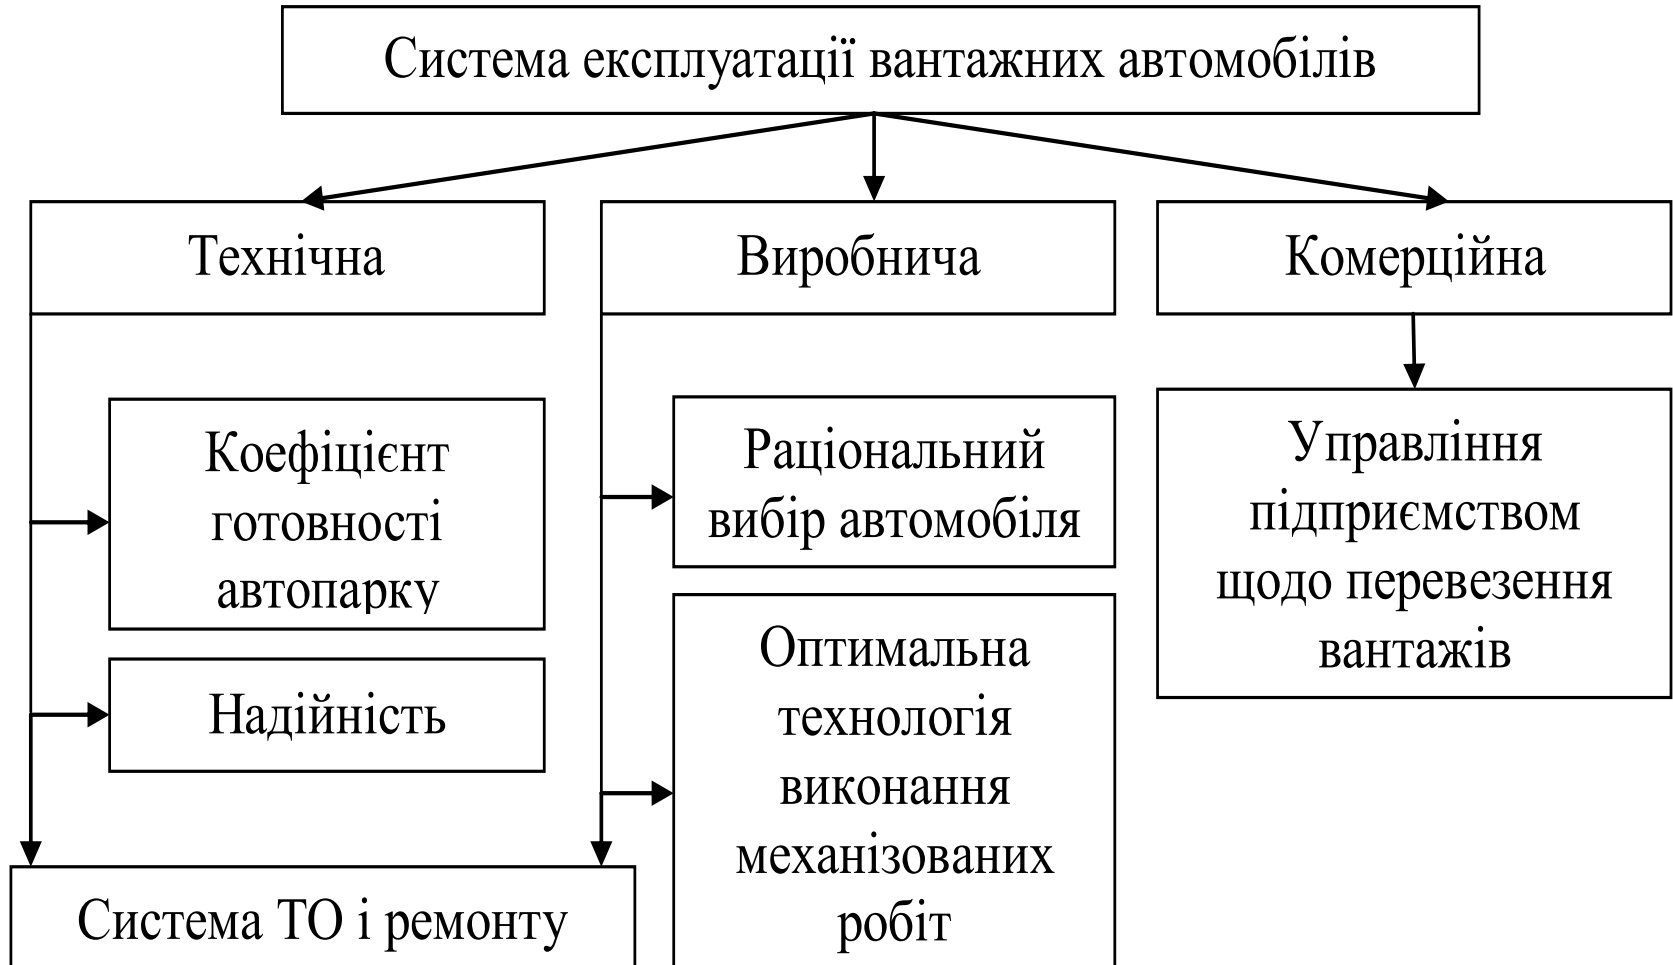 Система експлуатації вантажних автомобілів
Технічна
Виробнича
Комерційна
Коефіцієнт
готовності
автопарку
Надійність
Система ТО і ремонту
Раціональний
вибір автомобіля
Оптимальна
технологія
виконання
механізованих
робіт
Управління
підприємством
щодо перевезення
вантажів